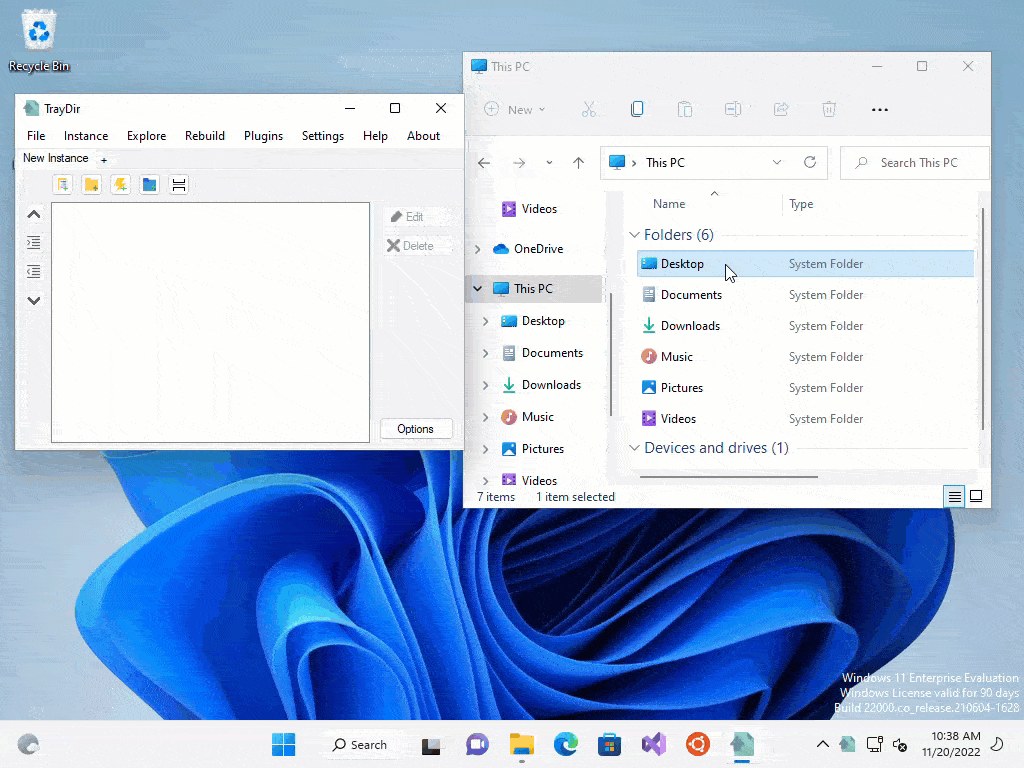 Recycle Bin
TrayDir
File Instance Explore Rebuild Plugins Settings Help About
New Instance +
Edit
Delete
Options
This PC
New
This PC
Search This PC
Name Type
Videos
OneDrive
This PC
Desktop
Documents
Downloads
Music
Pictures
Videos
Folders (6)
Desktop System Folder
Documents System Folder
Downloads System Folder
Music System Folder
Pictures System Folder
Videos System Folder
Devices and drives (1)
7 items 1 item selected
Windows 11 Enterprise Evaluation
Windows License valid for 90 days
Build 22000.co_release.210604-1628
Search
10:38 AM
11/20/2022